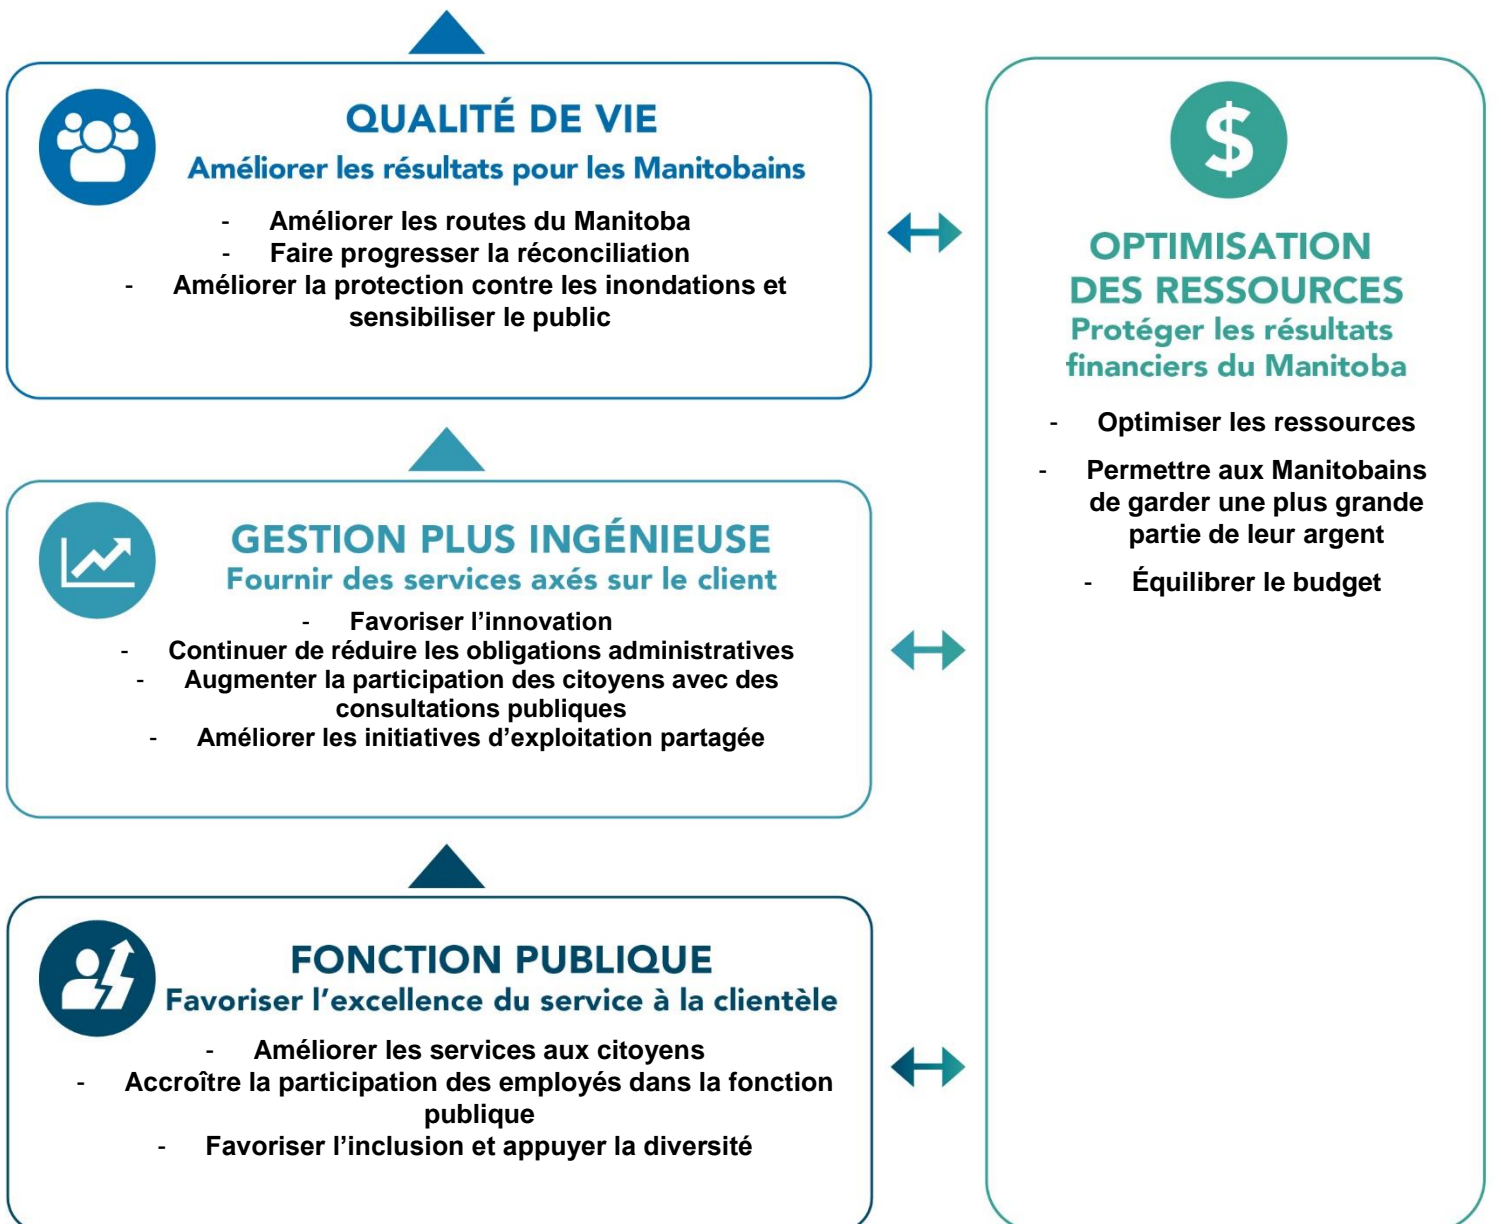 QUALITÉ DE VIE
Améliorer les résultats pour les Manitobains
- Améliorer les routes du Manitoba
- Faire progresser la réconciliation
- Améliorer la protection contre les inondations et
sensibiliser le public
GESTION PLUS INGÉNIEUSE
Fournir des services axés sur le client
- Favoriser l’innovation
- Continuer de réduire les obligations administratives
- Augmenter la participation des citoyens avec des
consultations publiques
- Améliorer les initiatives d’exploitation partagée
FONCTION PUBLIQUE
Favoriser l’excellence du service à la clientèle
- Améliorer les services aux citoyens
- Accroître la participation des employés dans la fonction
publique
- Favoriser l’inclusion et appuyer la diversité
$
OPTIMISATION
DES RESSOURCES
Protéger les résultats
financiers du Manitoba
- Optimiser les ressources
- Permettre aux Manitobains
de garder une plus grande
partie de leur argent
- Équilibrer le budget